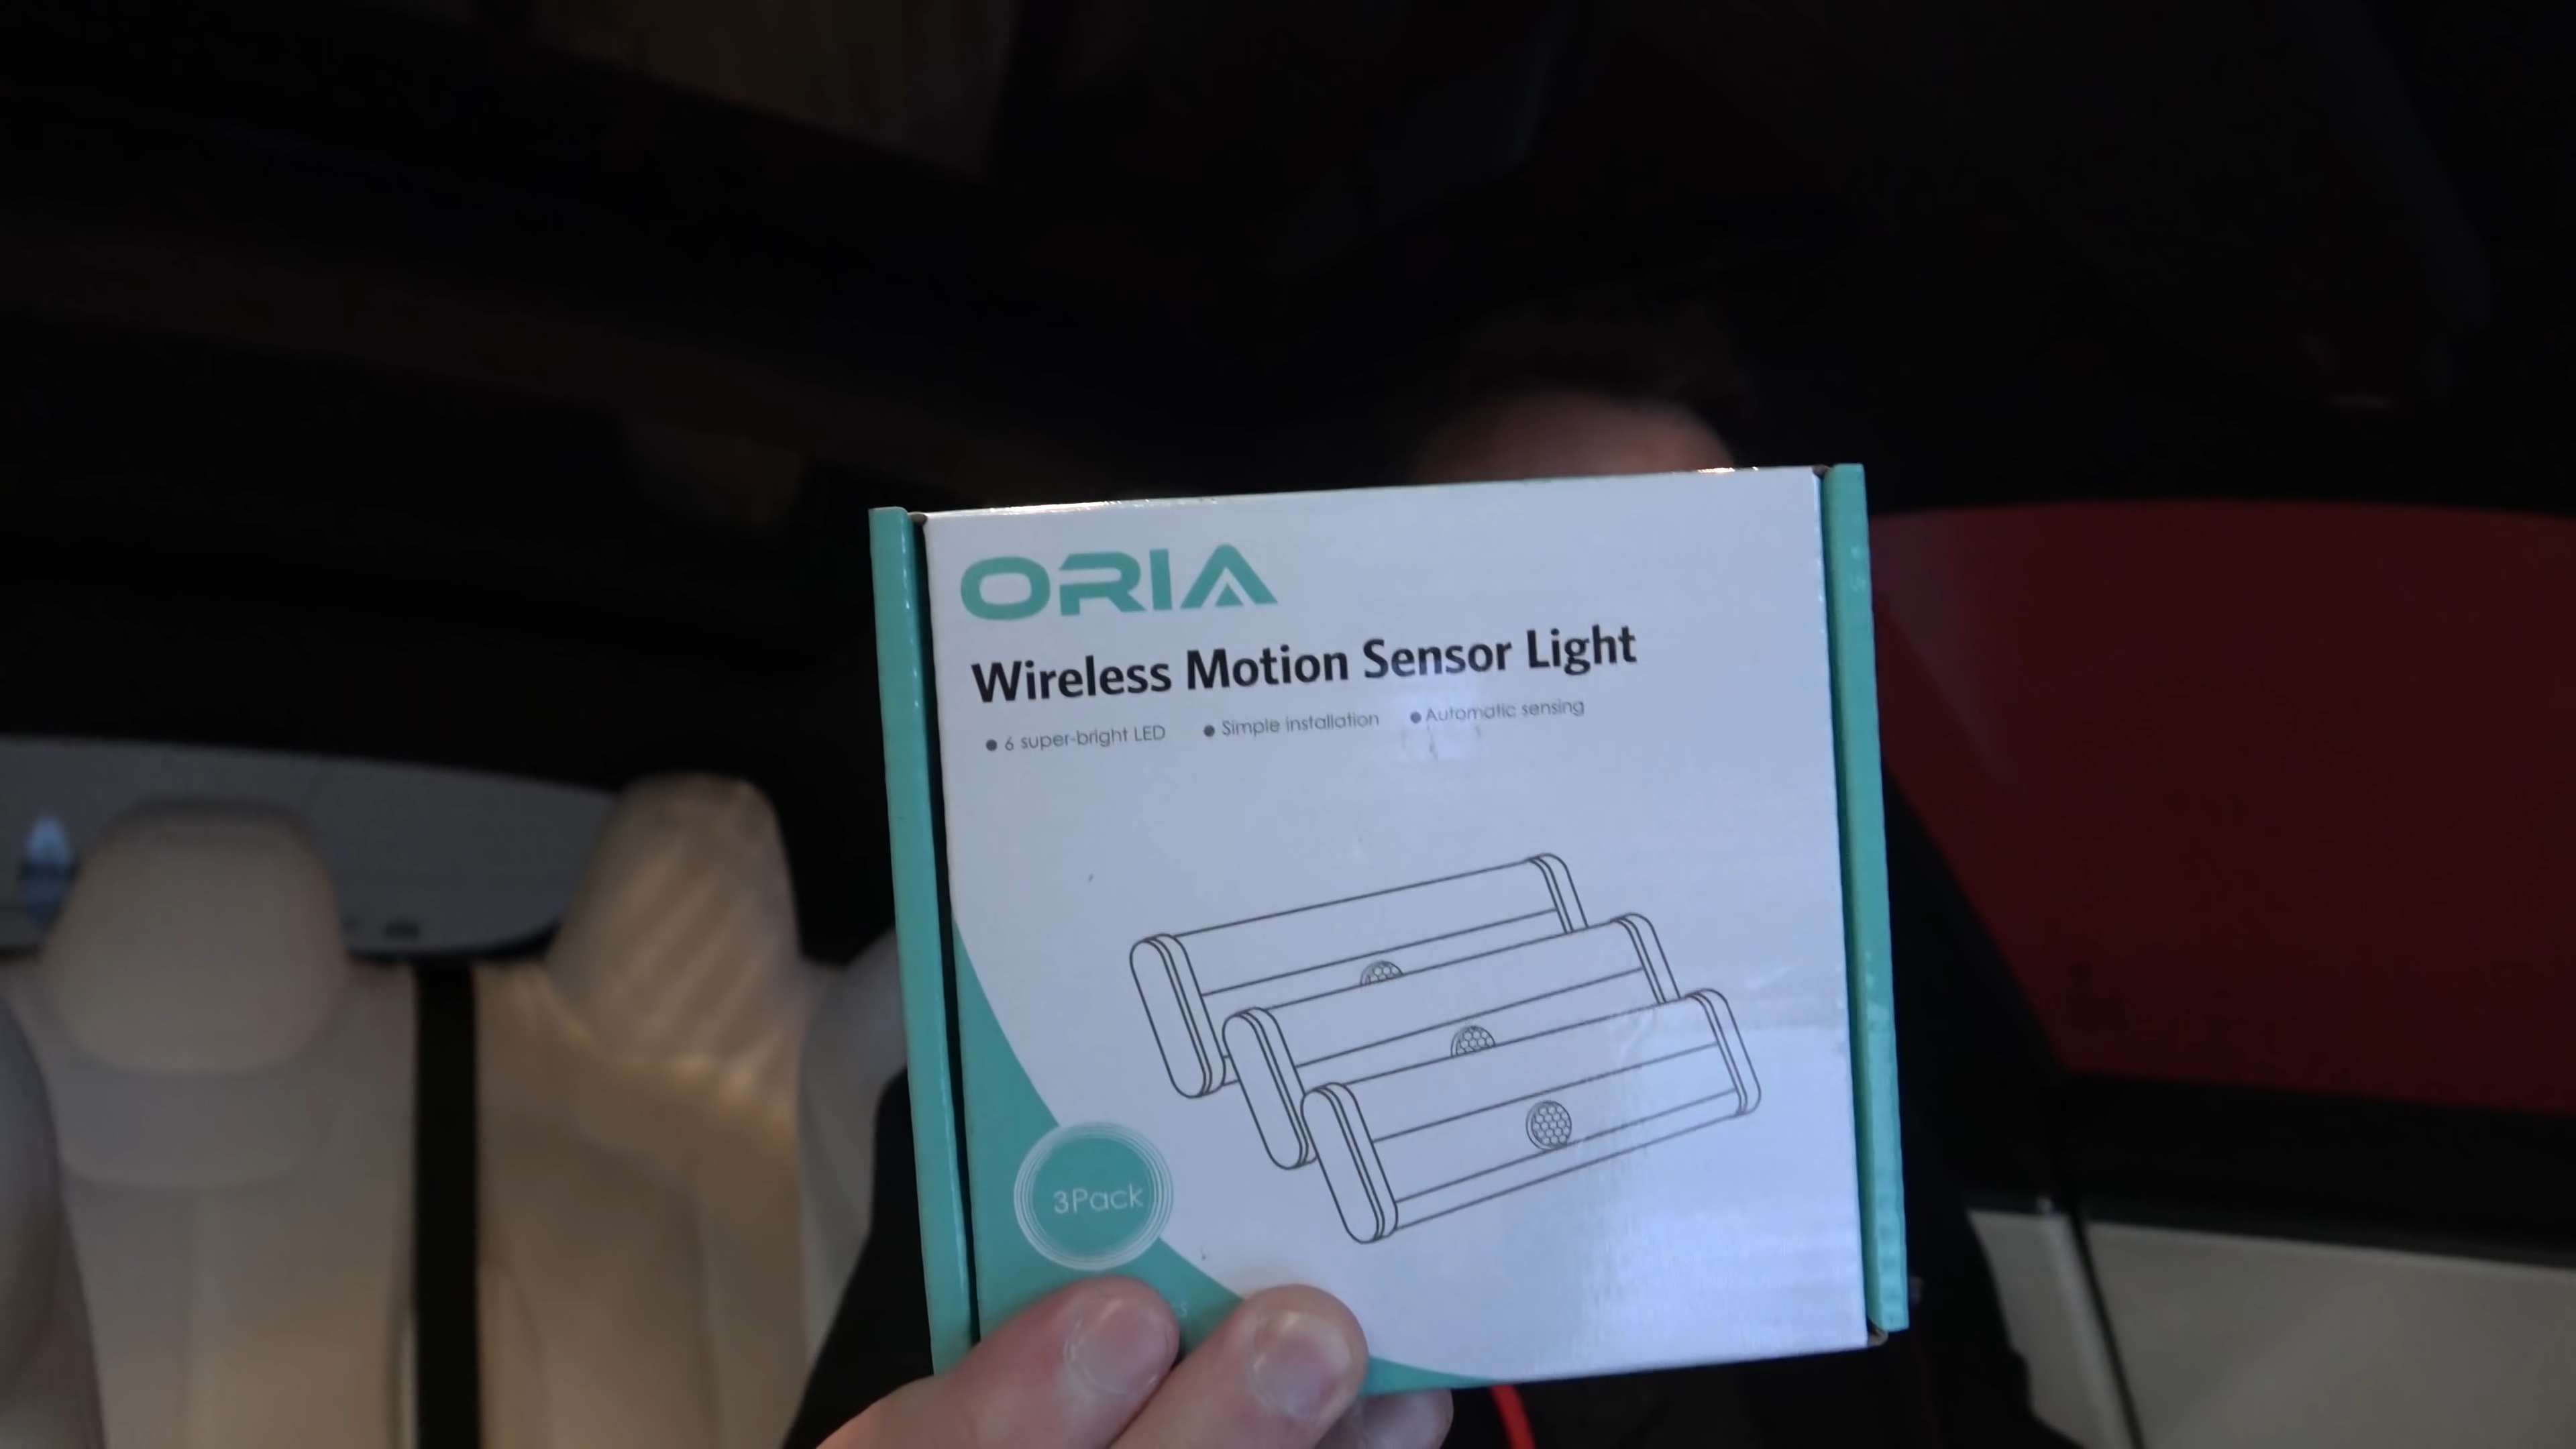 ORIA
Wireless Motion Sensor Light
● 6 super-bright LED ● Simple installation ● Automatic sensing
3Pack